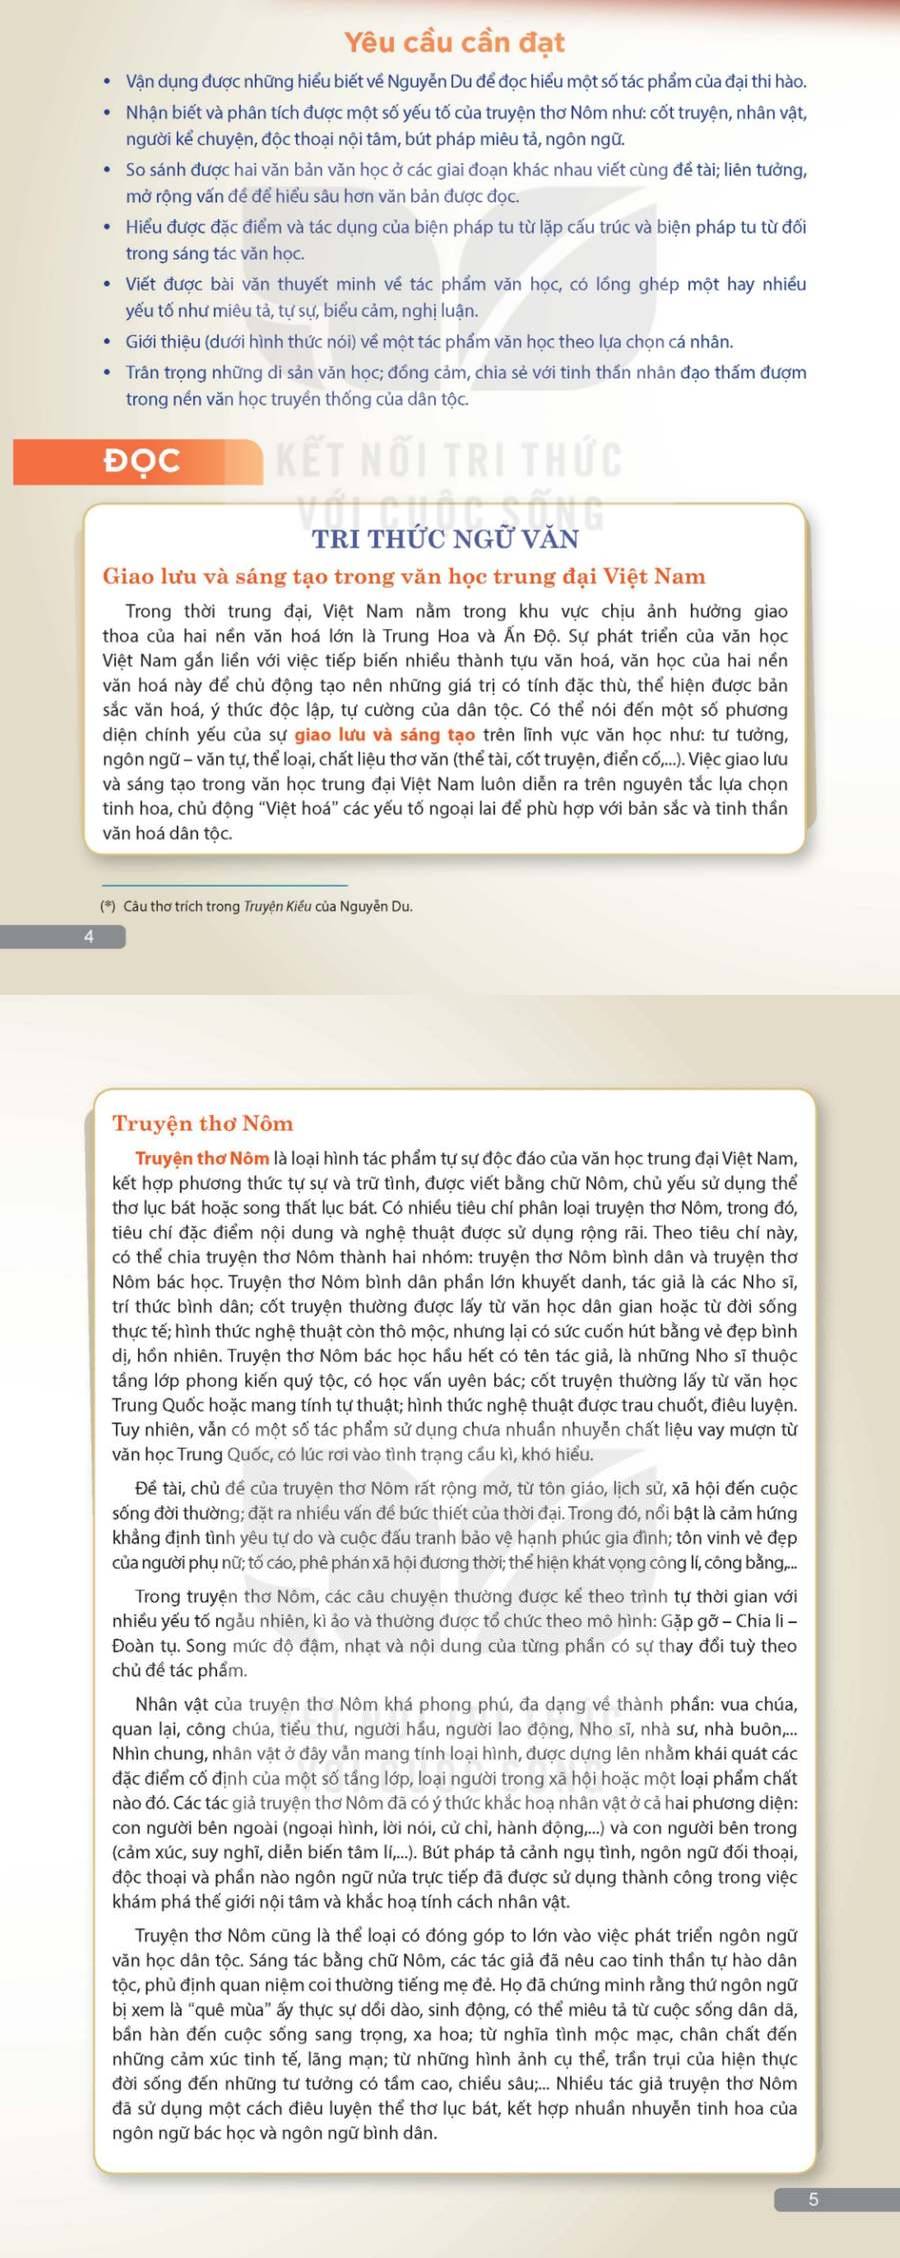 Yêu cầu cần đạt
• Vận dụng được những hiểu biết về Nguyễn Du để đọc hiểu một số tác phẩm của đại thi hào.
• Nhận biết và phân tích được một số yếu tố của truyện thơ Nôm như: cốt truyện, nhân vật,
người kể chuyện, độc thoại nội tâm, bút pháp miêu tả, ngôn ngữ.
• So sánh được hai văn bản văn học ở các giai đoạn khác nhau viết cùng đề tài; liên tưởng,
mở rộng vấn đề để hiểu sâu hơn văn bản được đọc.
• Hiểu được đặc điểm và tác dụng của biện pháp tu từ lặp cấu trúc và biện pháp tu từ đối
trong sáng tác văn học.
• Viết được bài văn thuyết minh về tác phẩm văn học, có lồng ghép một hay nhiều
yếu tố như miêu tả, tự sự, biểu cảm, nghị luận.
• Giới thiệu (dưới hình thức nói) về một tác phẩm văn học theo lựa chọn cá nhân.
• Trân trọng những di sản văn học; đồng cảm, chia sẻ với tinh thần nhân đạo thấm đượm
trong nền văn học truyền thống của dân tộc.
ĐỌC
KẾT NỐI TRI THỨC
VỚI CUỘC SỐNG
TRI THỨC NGỮ VĂN
Giao lưu và sáng tạo trong văn học trung đại Việt Nam
Trong thời trung đại, Việt Nam nằm trong khu vực chịu ảnh hưởng giao
thoa của hai nền văn hoá lớn là Trung Hoa và Ấn Độ. Sự phát triển của văn học
Việt Nam gắn liền với việc tiếp biến nhiều thành tựu văn hoá, văn học của hai nền
văn hoá này để chủ động tạo nên những giá trị có tính đặc thù, thể hiện được bản
sắc văn hoá, ý thức độc lập, tự cường của dân tộc. Có thể nói đến một số phương
diện chính yếu của sự giao lưu và sáng tạo trên lĩnh vực văn học như: tư tưởng,
ngôn ngữ – văn tự, thể loại, chất liệu thơ văn (thể tài, cốt truyện, điển cố,...). Việc giao lưu
và sáng tạo trong văn học trung đại Việt Nam luôn diễn ra trên nguyên tắc lựa chọn
tinh hoa, chủ động “Việt hoá” các yếu tố ngoại lai để phù hợp với bản sắc và tinh thần
văn hoá dân tộc.
(*) Câu thơ trích trong Truyện Kiều của Nguyễn Du.
4
Truyện thơ Nôm
Truyện thơ Nôm là loại hình tác phẩm tự sự độc đáo của văn học trung đại Việt Nam,
kết hợp phương thức tự sự và trữ tình, được viết bằng chữ Nôm, chủ yếu sử dụng thể
thơ lục bát hoặc song thất lục bát. Có nhiều tiêu chí phân loại truyện thơ Nôm, trong đó,
tiêu chí đặc điểm nội dung và nghệ thuật được sử dụng rộng rãi. Theo tiêu chí này,
có thể chia truyện thơ Nôm thành hai nhóm: truyện thơ Nôm bình dân và truyện thơ
Nôm bác học. Truyện thơ Nôm bình dân phần lớn khuyết danh, tác giả là các Nho sĩ,
trí thức bình dân; cốt truyện thường được lấy từ văn học dân gian hoặc từ đời sống
thực tế; hình thức nghệ thuật còn thô mộc, nhưng lại có sức cuốn hút bằng vẻ đẹp bình
dị, hồn nhiên. Truyện thơ Nôm bác học hầu hết có tên tác giả, là những Nho sĩ thuộc
tầng lớp phong kiến quý tộc, có học vấn uyên bác; cốt truyện thường lấy từ văn học
Trung Quốc hoặc mang tính tự thuật; hình thức nghệ thuật được trau chuốt, điêu luyện.
Tuy nhiên, vẫn có một số tác phẩm sử dụng chưa nhuần nhuyễn chất liệu vay mượn từ
văn học Trung Quốc, có lúc rơi vào tình trạng cầu kì, khó hiểu.
Đề tài, chủ đề của truyện thơ Nôm rất rộng mở, từ tôn giáo, lịch sử, xã hội đến cuộc
sống đời thường; đặt ra nhiều vấn đề bức thiết của thời đại. Trong đó, nổi bật là cảm hứng
khẳng định tình yêu tự do và cuộc đấu tranh bảo vệ hạnh phúc gia đình; tôn vinh vẻ đẹp
của người phụ nữ; tố cáo, phê phán xã hội đương thời; thể hiện khát vọng công lí, công bằng,...
Trong truyện thơ Nôm, các câu chuyện thường được kể theo trình tự thời gian với
nhiều yếu tố ngẫu nhiên, kì ảo và thường được tổ chức theo mô hình: Gặp gỡ – Chia li –
Đoàn tụ. Song mức độ đậm, nhạt và nội dung của từng phần có sự thay đổi tuỳ theo
chủ đề tác phẩm.
Nhân vật của truyện thơ Nôm khá phong phú, đa dạng về thành phần: vua chúa,
quan lại, công chúa, tiểu thư, người hầu, người lao động, Nho sĩ, nhà sư, nhà buôn,...
Nhìn chung, nhân vật ở đây vẫn mang tính loại hình, được dựng lên nhằm khái quát các
đặc điểm cố định của một số tầng lớp, loại người trong xã hội hoặc một loại phẩm chất
nào đó. Các tác giả truyện thơ Nôm đã có ý thức khắc hoạ nhân vật ở cả hai phương diện:
con người bên ngoài (ngoại hình, lời nói, cử chỉ, hành động,...) và con người bên trong
(cảm xúc, suy nghĩ, diễn biến tâm lí,...). Bút pháp tả cảnh ngụ tình, ngôn ngữ đối thoại,
độc thoại và phần nào ngôn ngữ nửa trực tiếp đã được sử dụng thành công trong việc
khám phá thế giới nội tâm và khắc hoạ tính cách nhân vật.
KẾT NỐI TRI THỨC
VỚI CUỘC SỐNG
Truyện thơ Nôm cũng là thể loại có đóng góp to lớn vào việc phát triển ngôn ngữ
văn học dân tộc. Sáng tác bằng chữ Nôm, các tác giả đã nêu cao tinh thần tự hào dân
tộc, phủ định quan niệm coi thường tiếng mẹ đẻ. Họ đã chứng minh rằng thứ ngôn ngữ
bị xem là “quê mùa” ấy thực sự dồi dào, sinh động, có thể miêu tả từ cuộc sống dân dã,
bần hàn đến cuộc sống sang trọng, xa hoa; từ nghĩa tình mộc mạc, chân chất đến
những cảm xúc tinh tế, lãng mạn; từ những hình ảnh cụ thể, trần trụi của hiện thực
đời sống đến những tư tưởng có tầm cao, chiều sâu;... Nhiều tác giả truyện thơ Nôm
đã sử dụng một cách điêu luyện thể thơ lục bát, kết hợp nhuần nhuyễn tinh hoa của
ngôn ngữ bác học và ngôn ngữ bình dân.
5